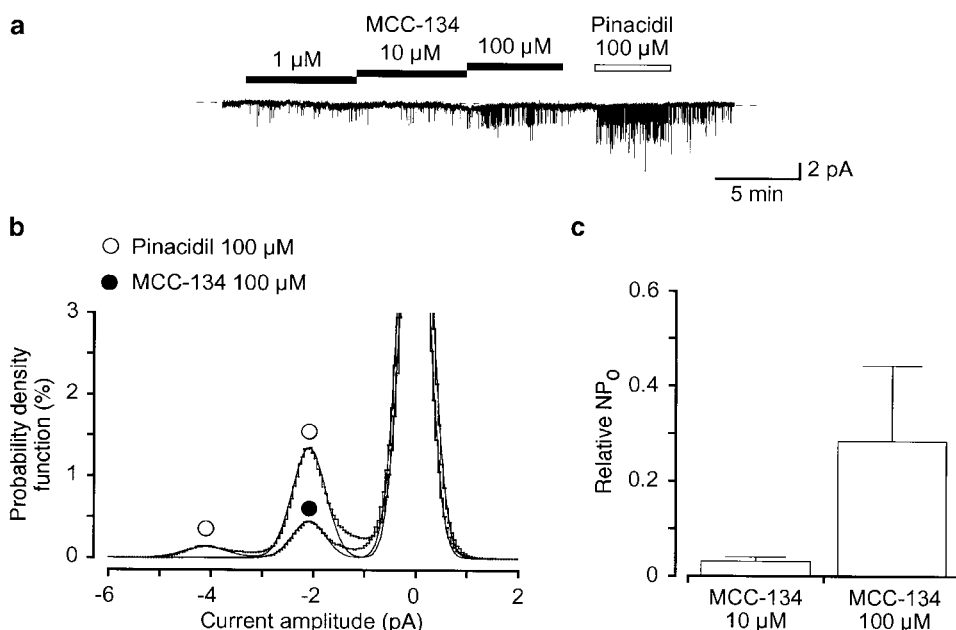 a
MCC-134
Pinacidil
1 µM
10 µM
100 µM
100 µM
2 pA
5 min
b
Pinacidil 100 µM
MCC-134 100 µM
Probability density
function (%)
3
2
1
0
-6
-4
-2
0
2
Current amplitude (pA)
c
Relative NP0
0.6
0.4
0.2
0
MCC-134
10 µM
MCC-134
100 µM